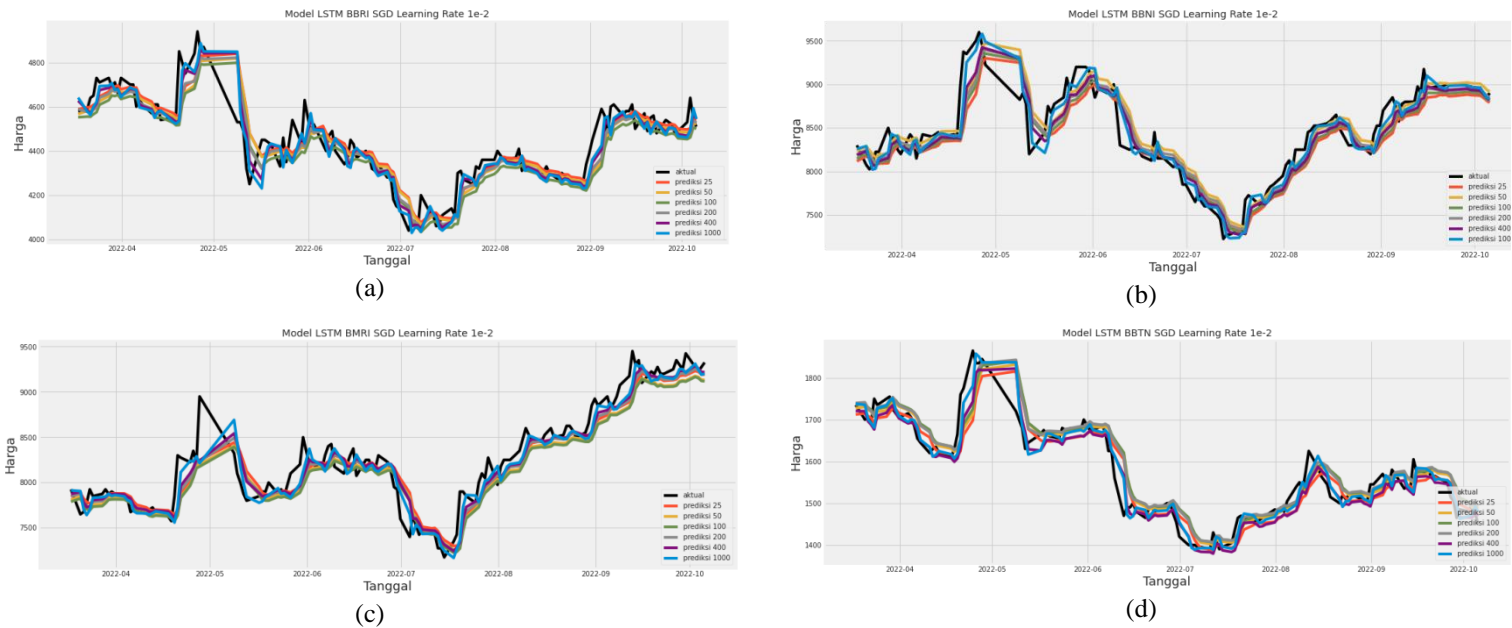 Model LSTM BBRI SGD Learning Rate 1e-2
Harga
4800
4600
4400
4200
4000
aktual
prediksi 25
prediksi 50
prediksi 100
prediksi 200
prediksi 400
prediksi 1000
2022-04 2022-05 2022-06 2022-07 2022-08 2022-09 2022-10
Tanggal
(a)
Model LSTM BBNI SGD Learning Rate 1e-2
Harga
9500
9000
8500
8000
7500
aktual
prediksi 25
prediksi 50
prediksi 100
prediksi 200
prediksi 400
prediksi 100
2022-04 2022-05 2022-06 2022-07 2022-08 2022-09 2022-10
Tanggal
(b)
Model LSTM BMRI SGD Learning Rate 1e-2
Harga
9500
9000
8500
8000
7500
aktual
prediksi 25
prediksi 50
prediksi 100
prediksi 200
prediksi 400
prediksi 1000
2022-04 2022-05 2022-06 2022-07 2022-08 2022-09 2022-10
Tanggal
(c)
Model LSTM BBTN SGD Learning Rate 1e-2
Harga
1800
1700
1600
1500
1400
aktual
prediksi 25
prediksi 50
prediksi 100
prediksi 200
prediksi 400
prediksi 1000
2022-04 2022-05 2022-06 2022-07 2022-08 2022-09 2022-10
Tanggal
(d)